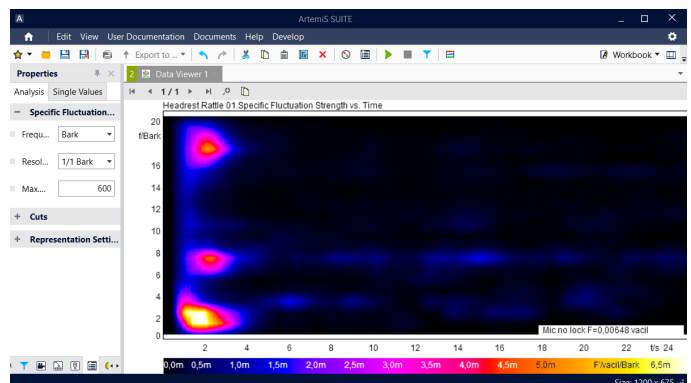 A ArtemiS SUITE
Edit View User Documentation Documents Help Develop
Export to ... Workbook
Properties
Analysis Single Values
2 Data Viewer 1
1 / 1
Specific Fluctuation...
Frequ... Bark
Resol... 1/1 Bark
Max.... 600
Cuts
Representation Setti...
Headrest Rattle 01.Specific Fluctuation Strength vs. Time
20
f/Bark
16
14
12
10
8
6
4
2
0
Mic no lock F=0,00648 vacil
2 4 6 8 10 12 14 16 18 20 22 t/s 24
0,0m 0,5m 1,0m 1,5m 2,0m 2,5m 3,0m 3,5m 4,0m 4,5m 5,0m F'/vacil/Bark 6,5m
Size: 1200 x 675